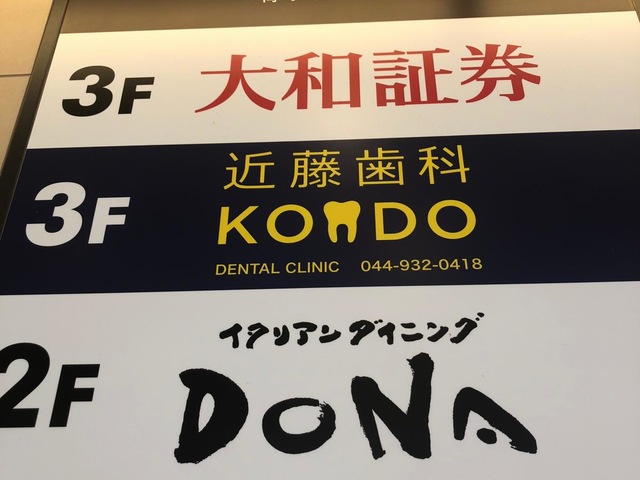 3F 大和証券
3F 近藤歯科
KONDO
DENTAL CLINIC 044-932-0418
2F イタリアンダイニング
DONA